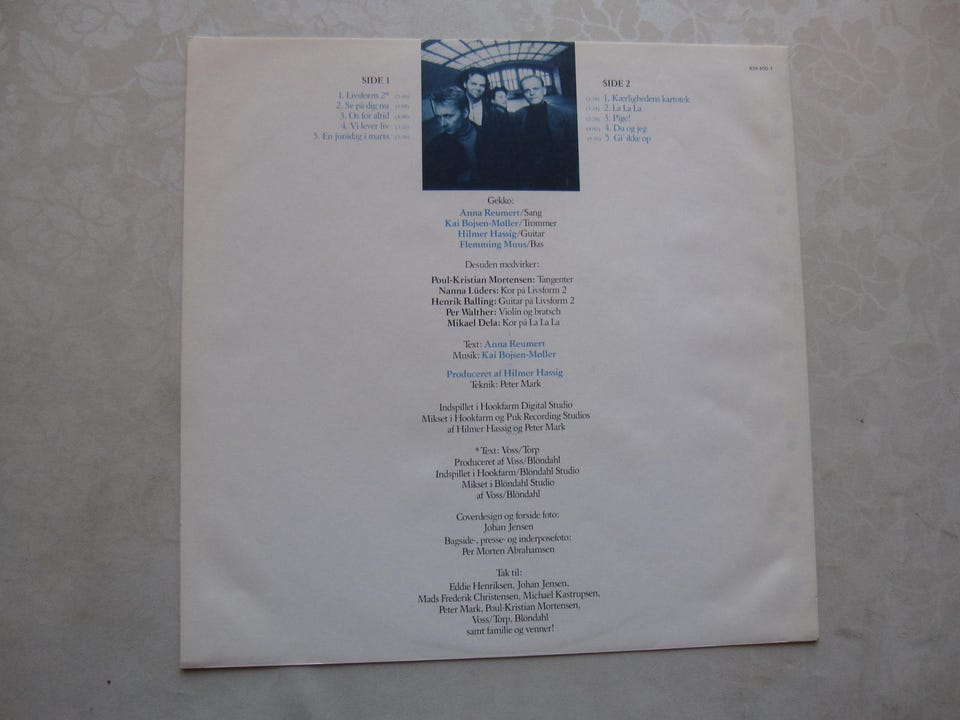 SIDE 1
1. Livsform 2*
2. Se på dig nu
3. Os for altid
4. Vi lever liv
5. En jonidag i marts
834 650-1
SIDE 2
1. Kærlighedens kartotek
2. La La La
3. Pige!
4. Du og jeg
5. Gi' ikke op
Gekko:
Anna Reumert/Sang
Kai Bojsen-Møller/Trommer
Hilmer Hassig/Guitar
Flemming Muus/Bas
Desuden medvirker:
Poul-Kristian Mortensen: Tangenter
Nanna Lüders: Kor på Livsform 2
Henrik Balling: Guitar på Livsform 2
Per Walther: Violin og bratsch
Mikael Dela: Kor på La La La
Text: Anna Reumert
Musik: Kai Bojsen-Møller
Produceret af Hilmer Hassig
Teknik: Peter Mark
Indspillet i Hookfarm Digital Studio
Mikset i Hookfarm og Puk Recording Studios
af Hilmer Hassig og Peter Mark
*Text: Voss/Torp
Produceret af Voss/Blöndahl
Indspillet i Hookfarm/Blöndahl Studio
Mikset i Blöndahl Studio
af Voss/Blöndahl
Coverdesign og forside foto:
Johan Jensen
Bagside-, presse- og inderposefoto:
Per Morten Abrahamsen
Tak til:
Eddie Henriksen, Johan Jensen,
Mads Frederik Christensen, Michael Kastrupsen,
Peter Mark, Poul-Kristian Mortensen,
Voss/Torp, Blöndahl
samt familie og venner!